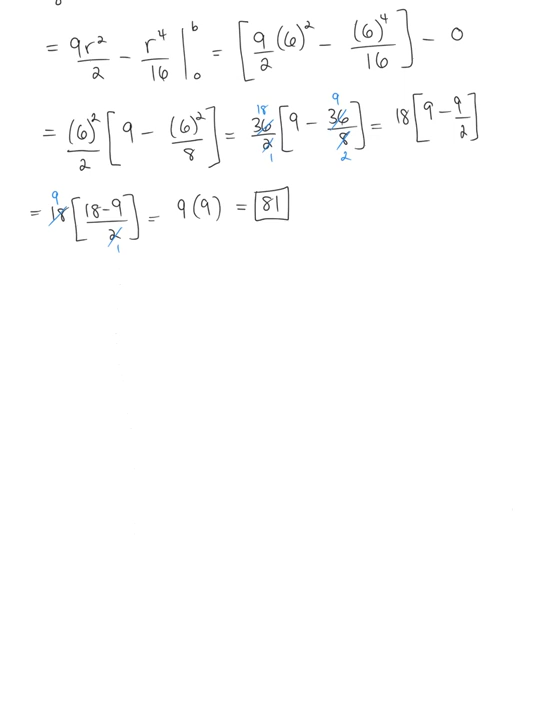 = 9r²/2 − r⁴/16 |₀ᵇ = [9/2 (6)² − (6)⁴/16] − 0
= (6)²/2 [9 − (6)²/8] = 18 36/2 1 [9 − 9 36/8 2] = 18[9 − 9/2]
= 9 18[18−9/2 1] = 9(9) = 81